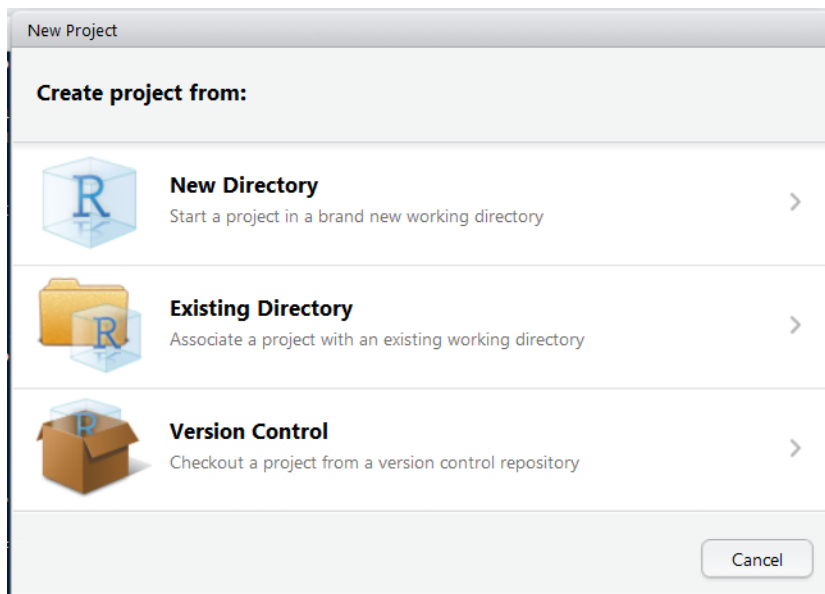 New Project
Create project from:
R
New Directory
Start a project in a brand new working directory
R
Existing Directory
Associate a project with an existing working directory
R
Version Control
Checkout a project from a version control repository
Cancel